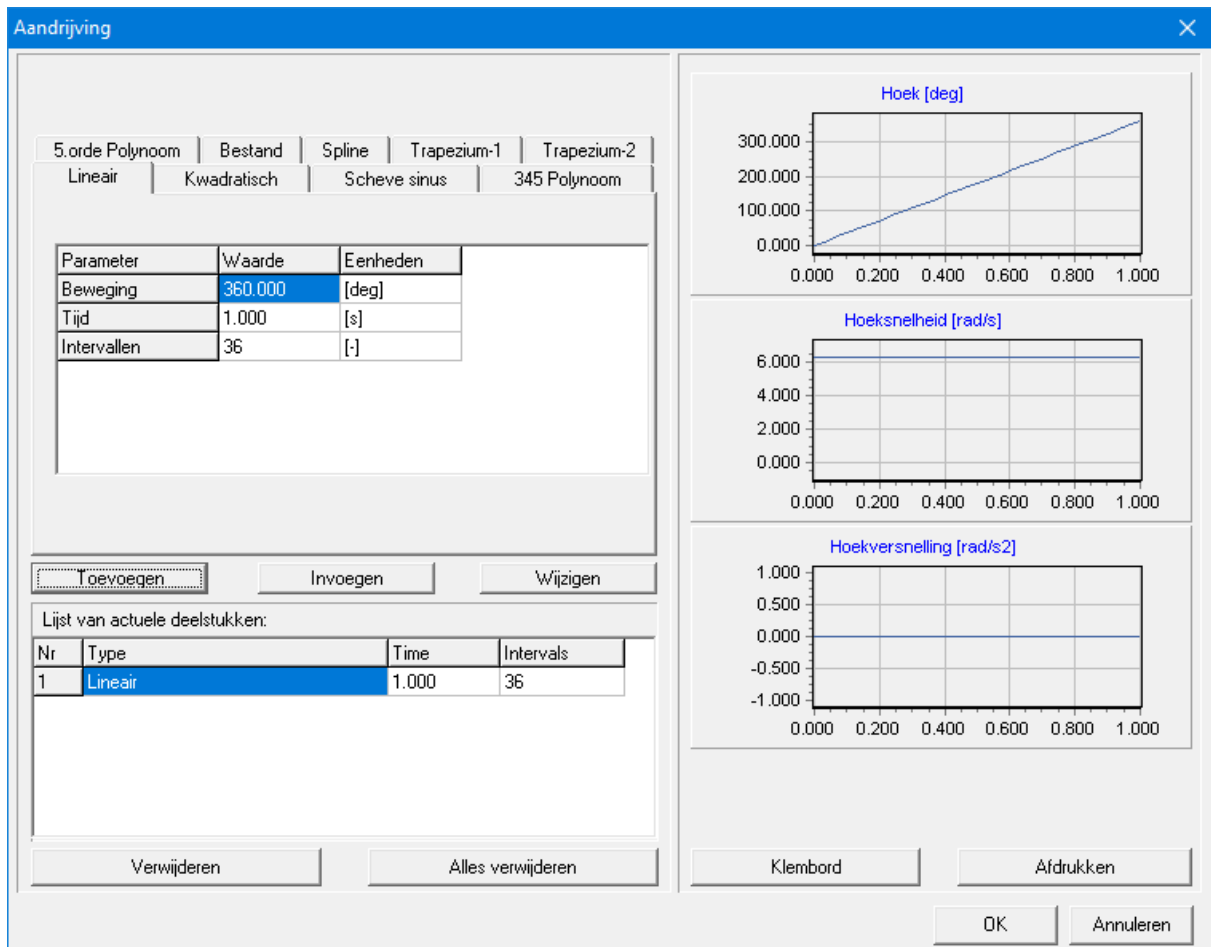 Aandrijving
5.orde Polynoom Bestand Spline Trapezium-1 Trapezium-2
Lineair Kwadratisch Scheve sinus 345 Polynoom
Parameter Waarde Eenheden
Beweging 360.000 [deg]
Tijd 1.000 [s]
Intervallen 36 [-]
Toevoegen Invoegen Wijzigen
Lijst van actuele deelstukken:
Nr Type Time Intervals
1 Lineair 1.000 36
Verwijderen Alles verwijderen
Hoek [deg]
300.000
200.000
100.000
0.000
0.000 0.200 0.400 0.600 0.800 1.000
Hoeksnelheid [rad/s]
6.000
4.000
2.000
0.000
0.000 0.200 0.400 0.600 0.800 1.000
Hoekversnelling [rad/s2]
1.000
0.500
0.000
-0.500
-1.000
0.000 0.200 0.400 0.600 0.800 1.000
Klembord Afdrukken
OK Annuleren